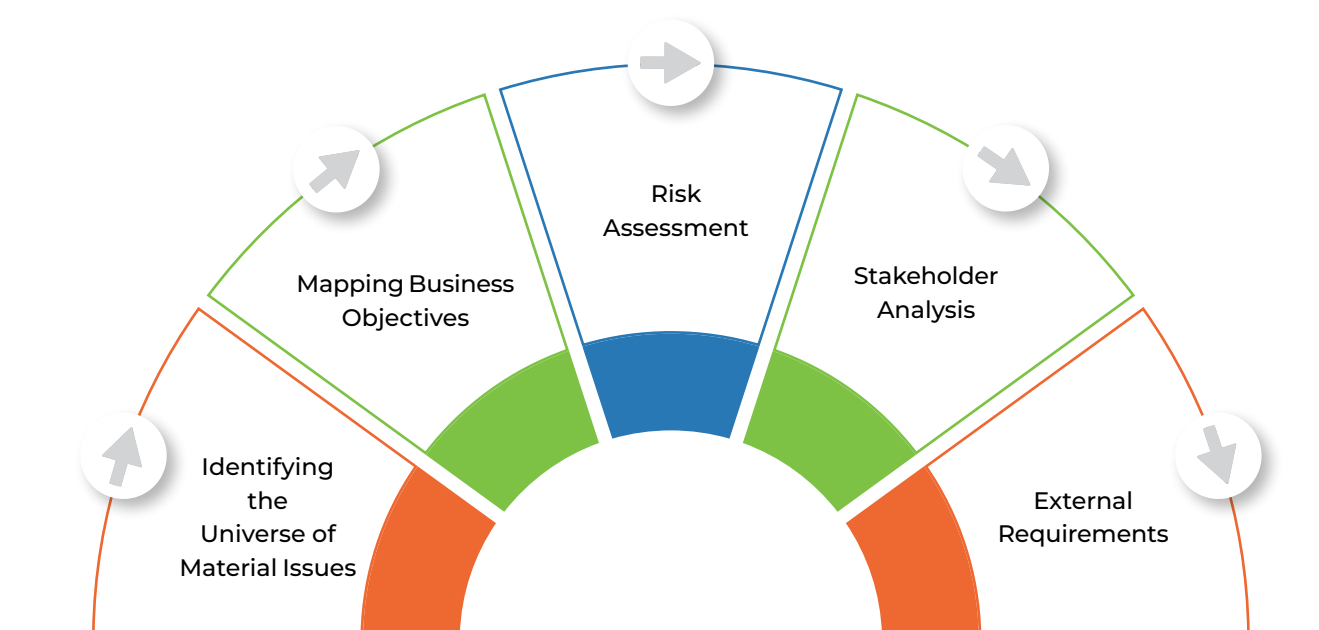 Identifying
the
Universe of
Material Issues
Mapping Business
Objectives
Risk
Assessment
Stakeholder
Analysis
External
Requirements